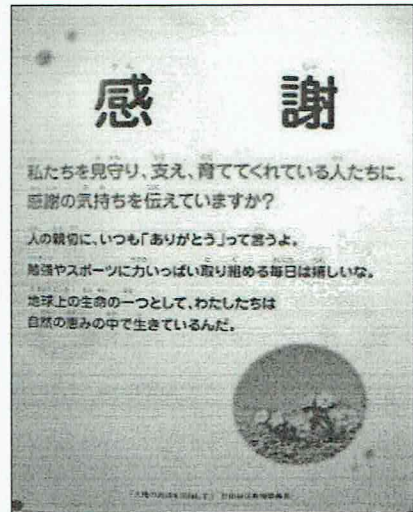 感謝
私たちを見守り、支え、育ててくれている人たちに、
感謝の気持ちを伝えていますか?
人の親切に、いつも「ありがとう」って言うよ。
勉強やスポーツに力いっぱい取り組める毎日は嬉しいな。
地球上の生命の一つとして、わたしたちは
自然の恵みの中で生きているんだ。